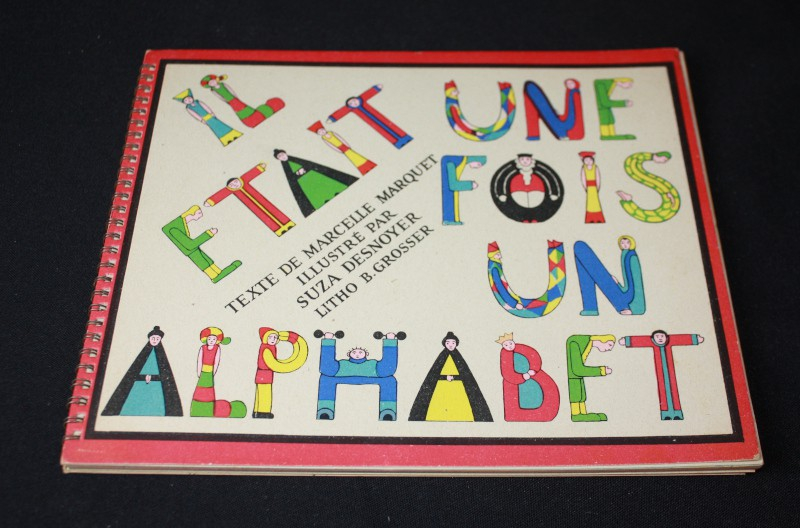 IL
ETAIT
UNE
FOIS
UN
ALPHABET
TEXTE DE MARCELLE MARQUET
ILLUSTRÉ PAR
SUZA DESNOYER
LITHO B. GROSSER